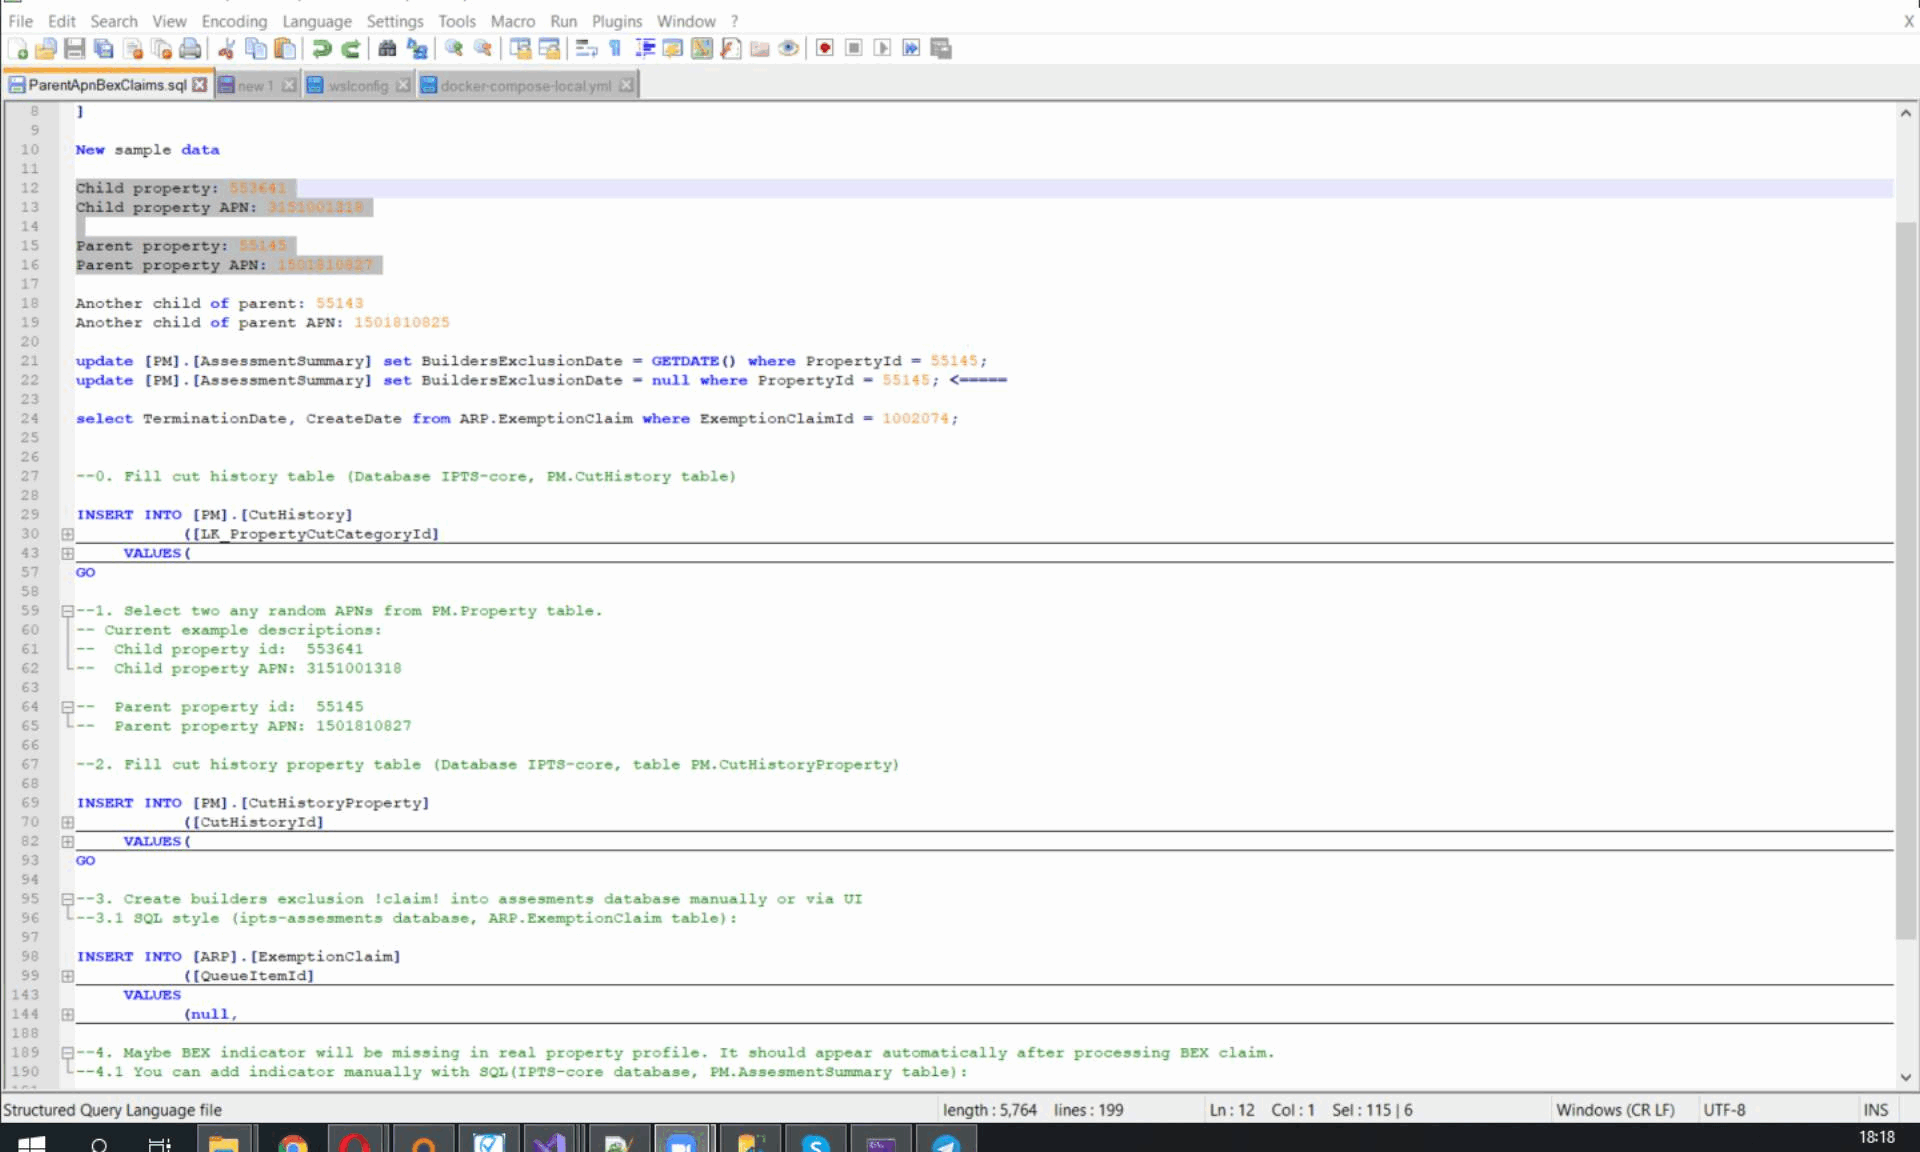 File Edit Search View Encoding Language Settings Tools Macro Run Plugins Window ? X
ParentApnBexClaims.sql new 1 .wslconfig docker-compose-local.yml
8 ]
9
10 New sample data
11
12 Child property: 553641
13 Child property APN: 3151001318
14
15 Parent property: 55145
16 Parent property APN: 1501810827
17
18 Another child of parent: 55143
19 Another child of parent APN: 1501810825
20
21 update [PM].[AssessmentSummary] set BuildersExclusionDate = GETDATE() where PropertyId = 55145;
22 update [PM].[AssessmentSummary] set BuildersExclusionDate = null where PropertyId = 55145; <=====
23
24 select TerminationDate, CreateDate from ARP.ExemptionClaim where ExemptionClaimId = 1002074;
25
26
27 --0. Fill cut history table (Database IPTS-core, PM.CutHistory table)
28
29 INSERT INTO [PM].[CutHistory]
30 ([LK_PropertyCutCategoryId]
43 VALUES(
57 GO
58
59 --1. Select two any random APNs from PM.Property table.
60 -- Current example descriptions:
61 -- Child property id: 553641
62 -- Child property APN: 3151001318
63
64 -- Parent property id: 55145
65 -- Parent property APN: 1501810827
66
67 --2. Fill cut history property table (Database IPTS-core, table PM.CutHistoryProperty)
68
69 INSERT INTO [PM].[CutHistoryProperty]
70 ([CutHistoryId]
82 VALUES(
93 GO
94
95 --3. Create builders exclusion !claim! into assesments database manually or via UI
96 --3.1 SQL style (ipts-assesments database, ARP.ExemptionClaim table):
97
98 INSERT INTO [ARP].[ExemptionClaim]
99 ([QueueItemId]
143 VALUES
144 (null,
188
189 --4. Maybe BEX indicator will be missing in real property profile. It should appear automatically after processing BEX claim.
190 --4.1 You can add indicator manually with SQL(IPTS-core database, PM.AssesmentSummary table):
Structured Query Language file length : 5,764 lines : 199 Ln : 12 Col : 1 Sel : 115 | 6 Windows (CR LF) UTF-8 INS
18:18